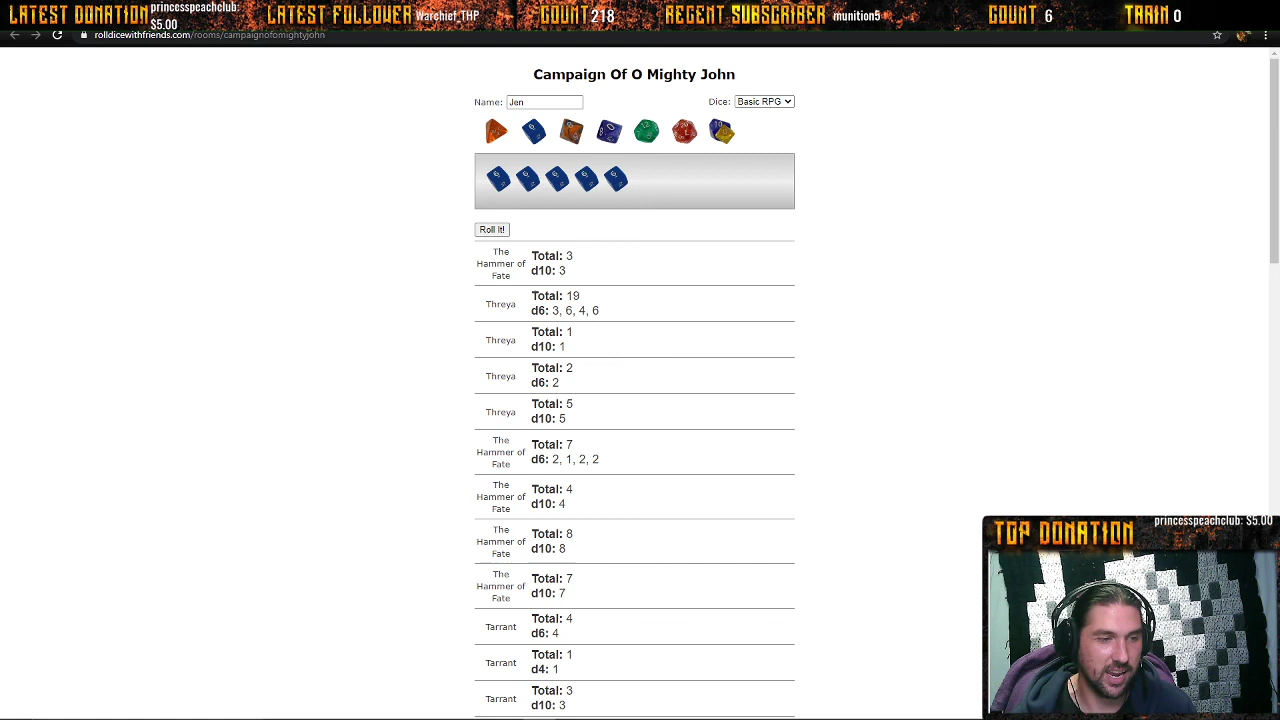 LATEST DONATION princesspeachclub: $5.00 LATEST FOLLOWER Warchief_THP COUNT 218 RECENT SUBSCRIBER munition5 COUNT 6 TRAIN 0
rolldicewithfriends.com/rooms/campaignofomightyjohn
Campaign Of O Mighty John
Name: Jen Dice: Basic RPG
Roll It!
The Hammer of Fate
Total: 3
d10: 3
Threya
Total: 19
d6: 3, 6, 4, 6
Threya
Total: 1
d10: 1
Threya
Total: 2
d6: 2
Threya
Total: 5
d10: 5
The Hammer of Fate
Total: 7
d6: 2, 1, 2, 2
The Hammer of Fate
Total: 4
d10: 4
The Hammer of Fate
Total: 8
d10: 8
The Hammer of Fate
Total: 7
d10: 7
Tarrant
Total: 4
d6: 4
Tarrant
Total: 1
d4: 1
Tarrant
Total: 3
d10: 3
TOP DONATION princesspeachclub: $5.00